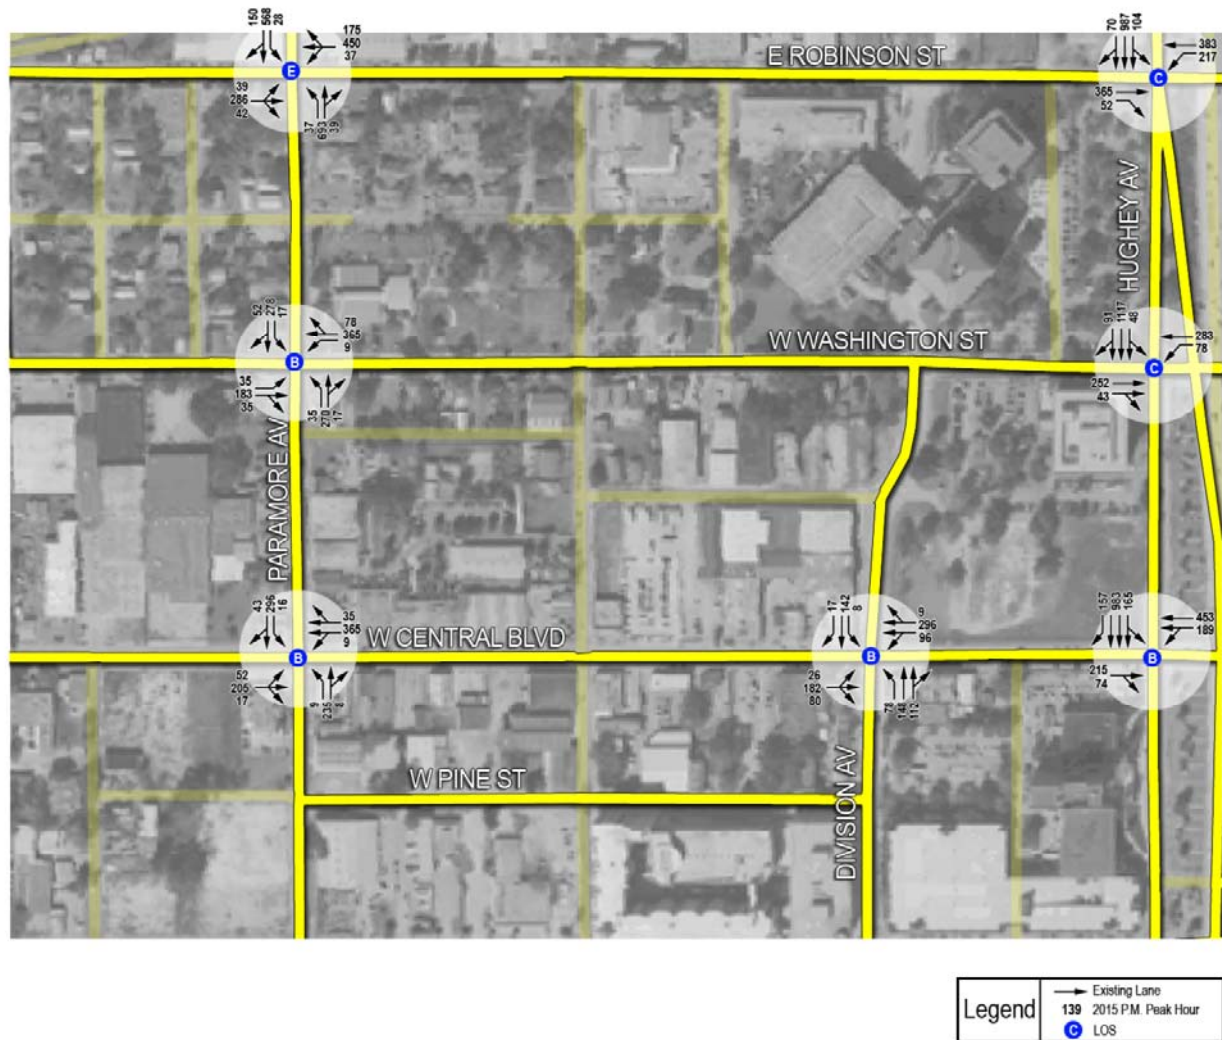 150 568 28
175
450
37
E
39
286
42
37 693 39
E ROBINSON ST
70 987 104
383
217
C
365
52
HUGHEY AV
52 278 17
78
365
9
B
35
183
35
35 270 17
W WASHINGTON ST
91 1117 48
283
78
C
252
43
PARAMORE AV
43 296 16
35
365
9
B
52
205
17
9 235 8
W CENTRAL BLVD
17 142 8
9
296
96
B
26
182
80
78 148 112
157 983 165
453
189
B
215
74
W PINE ST
DIVISION AV
Legend
Existing Lane
139 2015 P.M. Peak Hour
C LOS